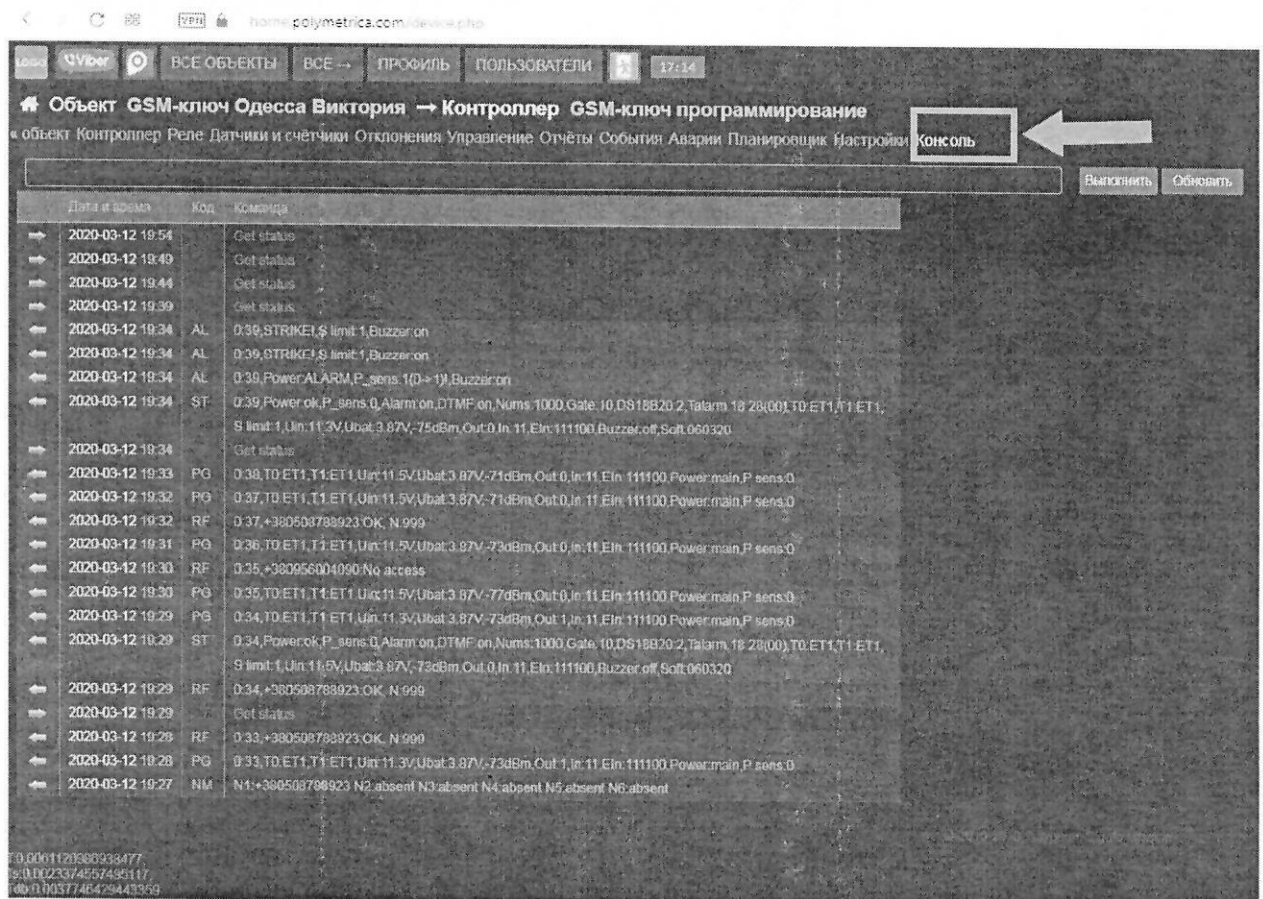 VPN home.polymetrica.com/device.php
LOGO Viber ВСЕ ОБЪЕКТЫ ВСЕ → ПРОФИЛЬ ПОЛЬЗОВАТЕЛИ 17:14
Объект GSM-ключ Одесса Виктория → Контроллер GSM-ключ программирование
« объект Контроллер Реле Датчики и счётчики Отклонения Управление Отчёты События Аварии Планировщик Настройки Консоль
Выполнить Обновить
Дата и время Код Команда
⇒ 2020-03-12 19:54 Get status
⇒ 2020-03-12 19:49 Get status
⇒ 2020-03-12 19:44 Get status
⇒ 2020-03-12 19:39 Get status
⇐ 2020-03-12 19:34 AL 0:39,STRIKE!,S limit:1,Buzzer:on
⇐ 2020-03-12 19:34 AL 0:39,STRIKE!,S limit:1,Buzzer:on
⇐ 2020-03-12 19:34 AL 0:39,Power:ALARM,P_sens:1(0->1)!,Buzzer:on
⇐ 2020-03-12 19:34 ST 0:39,Power:ok,P_sens:0,Alarm:on,DTMF:on,Nums:1000,Gate:10,DS18B20:2,Talarm:18 28(00),T0:ET1,T1:ET1,
S limit:1,Uin:11.3V,Ubat:3.87V,-75dBm,Out:0,In:11,EIn:111100,Buzzer:off,Soft:060320
⇒ 2020-03-12 19:34 Get status
⇐ 2020-03-12 19:33 PG 0:38,T0:ET1,T1:ET1,Uin:11.5V,Ubat:3.87V,-71dBm,Out:0,In:11,EIn:111100,Power:main,P sens:0
⇐ 2020-03-12 19:32 PG 0:37,T0:ET1,T1:ET1,Uin:11.5V,Ubat:3.87V,-71dBm,Out:0,In:11,EIn:111100,Power:main,P sens:0
⇐ 2020-03-12 19:32 RF 0:37,+380508788923:OK, N:999
⇐ 2020-03-12 19:31 PG 0:36,T0:ET1,T1:ET1,Uin:11.5V,Ubat:3.87V,-73dBm,Out:0,In:11,EIn:111100,Power:main,P sens:0
⇐ 2020-03-12 19:30 RF 0:35,+380956004090:No access
⇐ 2020-03-12 19:30 PG 0:35,T0:ET1,T1:ET1,Uin:11.5V,Ubat:3.87V,-77dBm,Out:0,In:11,EIn:111100,Power:main,P sens:0
⇐ 2020-03-12 19:29 PG 0:34,T0:ET1,T1:ET1,Uin:11.3V,Ubat:3.87V,-73dBm,Out:1,In:11,EIn:111100,Power:main,P sens:0
⇐ 2020-03-12 19:29 ST 0:34,Power:ok,P_sens:0,Alarm:on,DTMF:on,Nums:1000,Gate:10,DS18B20:2,Talarm:18 28(00),T0:ET1,T1:ET1,
S limit:1,Uin:11.5V,Ubat:3.87V,-73dBm,Out:0,In:11,EIn:111100,Buzzer:off,Soft:060320
⇐ 2020-03-12 19:29 RF 0:34,+380508788923:OK, N:999
⇒ 2020-03-12 19:29 Get status
⇐ 2020-03-12 19:28 RF 0:33,+380508788923:OK, N:999
⇐ 2020-03-12 19:28 PG 0:33,T0:ET1,T1:ET1,Uin:11.3V,Ubat:3.87V,-73dBm,Out:1,In:11,EIn:111100,Power:main,P sens:0
⇐ 2020-03-12 19:27 NM N1:+380508788923 N2:absent N3:absent N4:absent N5:absent N6:absent
T:0.0061120980938477,
Ts:0.0023374557495117,
Tdb:0.0037746429443359